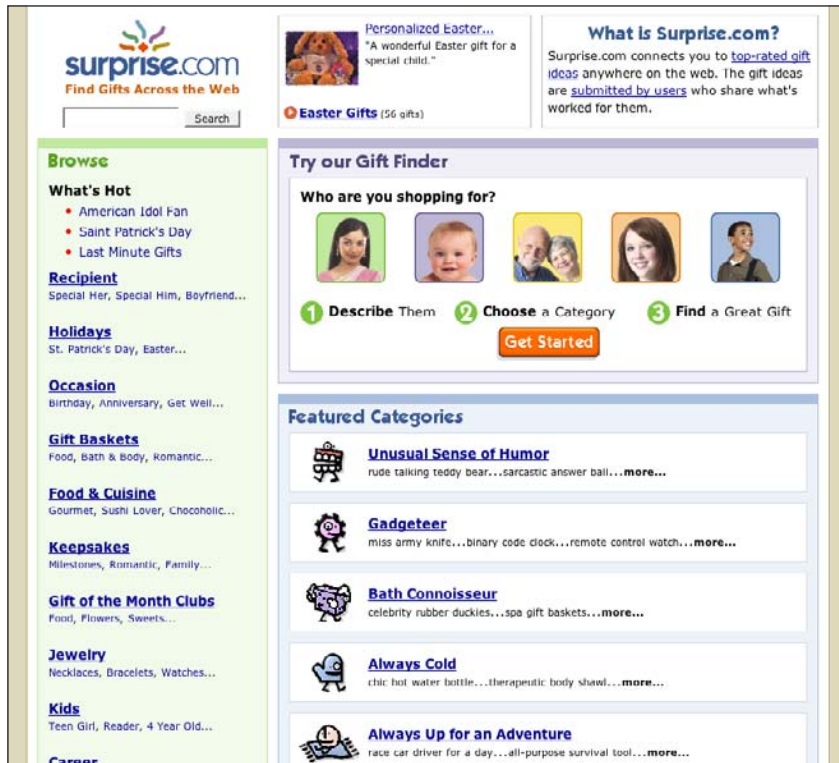 surprise.com
Find Gifts Across the Web
Search
Personalized Easter...
"A wonderful Easter gift for a
special child."
Easter Gifts (56 gifts)
What is Surprise.com?
Surprise.com connects you to top-rated gift
ideas anywhere on the web. The gift ideas
are submitted by users who share what's
worked for them.
Browse
What's Hot
American Idol Fan
Saint Patrick's Day
Last Minute Gifts
Recipient
Special Her, Special Him, Boyfriend...
Holidays
St. Patrick's Day, Easter...
Occasion
Birthday, Anniversary, Get Well...
Gift Baskets
Food, Bath & Body, Romantic...
Food & Cuisine
Gourmet, Sushi Lover, Chocoholic...
Keepsakes
Milestones, Romantic, Family...
Gift of the Month Clubs
Food, Flowers, Sweets...
Jewelry
Necklaces, Bracelets, Watches...
Kids
Teen Girl, Reader, 4 Year Old...
Career
Try our Gift Finder
Who are you shopping for?
1 Describe Them 2 Choose a Category 3 Find a Great Gift
Get Started
Featured Categories
Unusual Sense of Humor
rude talking teddy bear...sarcastic answer ball...more...
Gadgeteer
miss army knife...binary code clock...remote control watch...more...
Bath Connoisseur
celebrity rubber duckies...spa gift baskets...more...
Always Cold
chic hot water bottle...therapeutic body shawl...more...
Always Up for an Adventure
race car driver for a day...all-purpose survival tool...more...